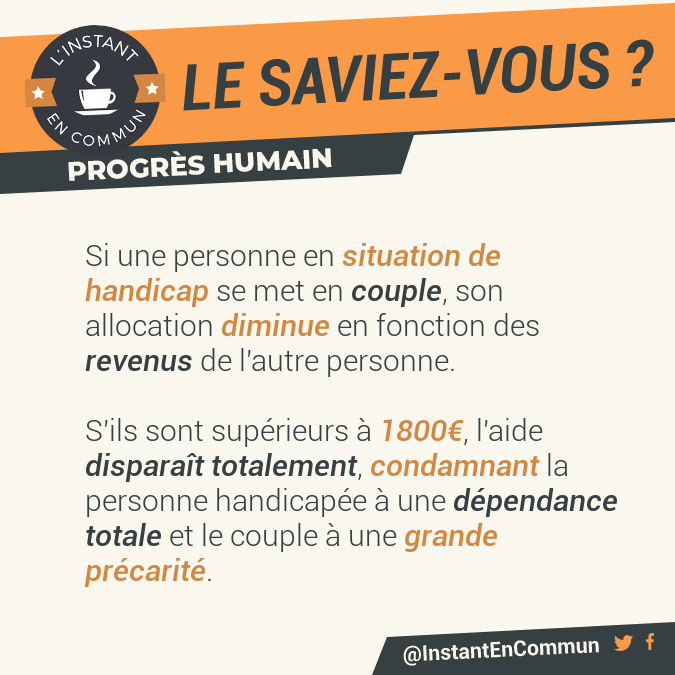 L'INSTANT
EN COMMUN
LE SAVIEZ-VOUS ?
PROGRÈS HUMAIN
Si une personne en situation de
handicap se met en couple, son
allocation diminue en fonction des
revenus de l'autre personne.
S'ils sont supérieurs à 1800€, l'aide
disparaît totalement, condamnant la
personne handicapée à une dépendance
totale et le couple à une grande
précarité.
@InstantEnCommun